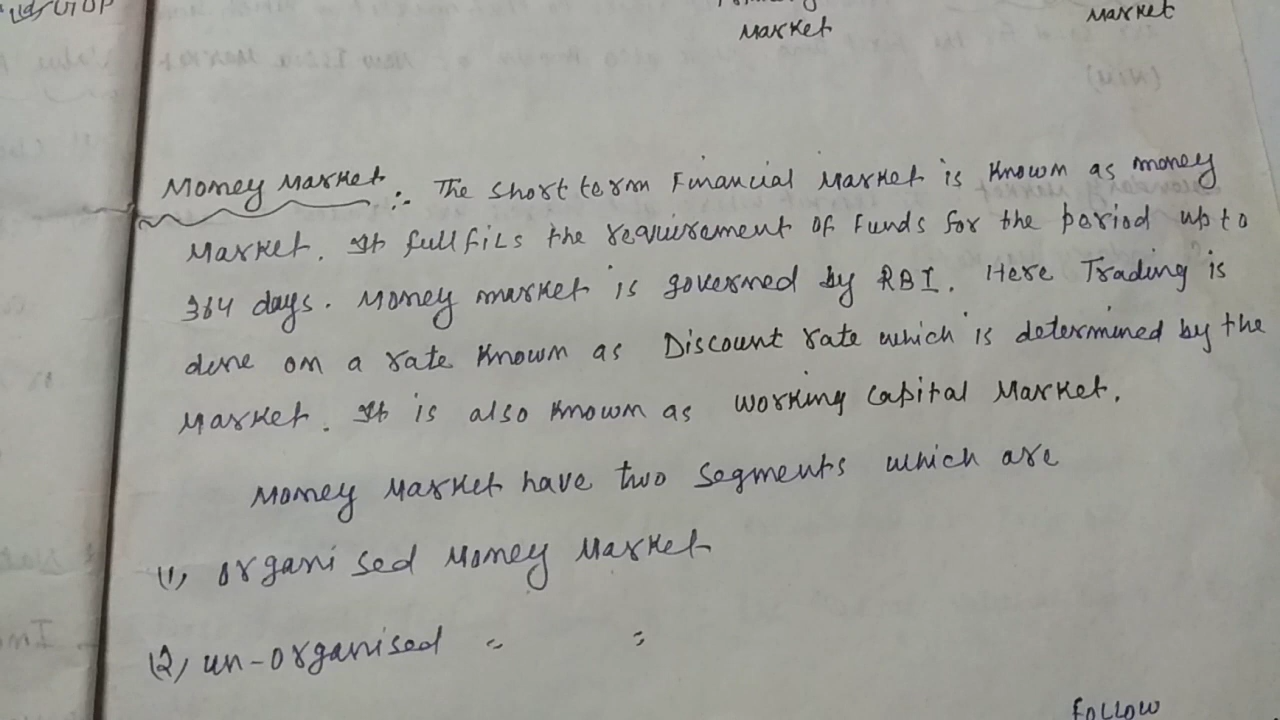 Market
Market
Money Market :- The short term Financial Market is Known as money
Market. It fullfils the requirement of Funds for the period upto
364 days. Money market is governed by RBI. Here Trading is
done on a rate Known as Discount rate which is determined by the
Market. It is also Known as working Capital Market.
Money Market have two segments which are
(1) organised Money Market
(2) un-organised " "
Follow